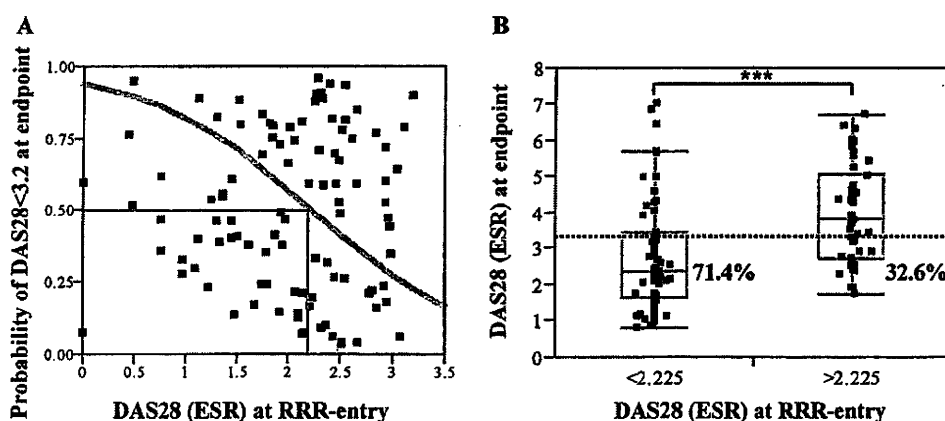 A
Probability of DAS28<3.2 at endpoint
1.00
0.75
0.50
0.25
0.00
0 0.5 1 1.5 2 2.5 3 3.5
DAS28 (ESR) at RRR-entry
B
DAS28 (ESR) at endpoint
8
7
6
5
4
3
2
1
0
***
71.4%
32.6%
<2.225 >2.225
DAS28 (ESR) at RRR-entry